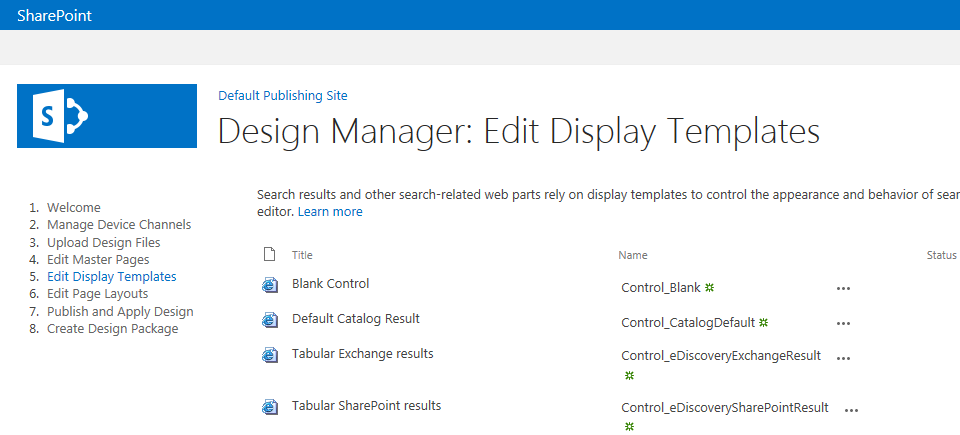 SharePoint
S
Default Publishing Site
Design Manager: Edit Display Templates
1. Welcome
2. Manage Device Channels
3. Upload Design Files
4. Edit Master Pages
5. Edit Display Templates
6. Edit Page Layouts
7. Publish and Apply Design
8. Create Design Package
Search results and other search-related web parts rely on display templates to control the appearance and behavior of sear
editor. Learn more
Title Name Status
Blank Control Control_Blank ...
Default Catalog Result Control_CatalogDefault ...
Tabular Exchange results Control_eDiscoveryExchangeResult ...
Tabular SharePoint results Control_eDiscoverySharePointResult ...